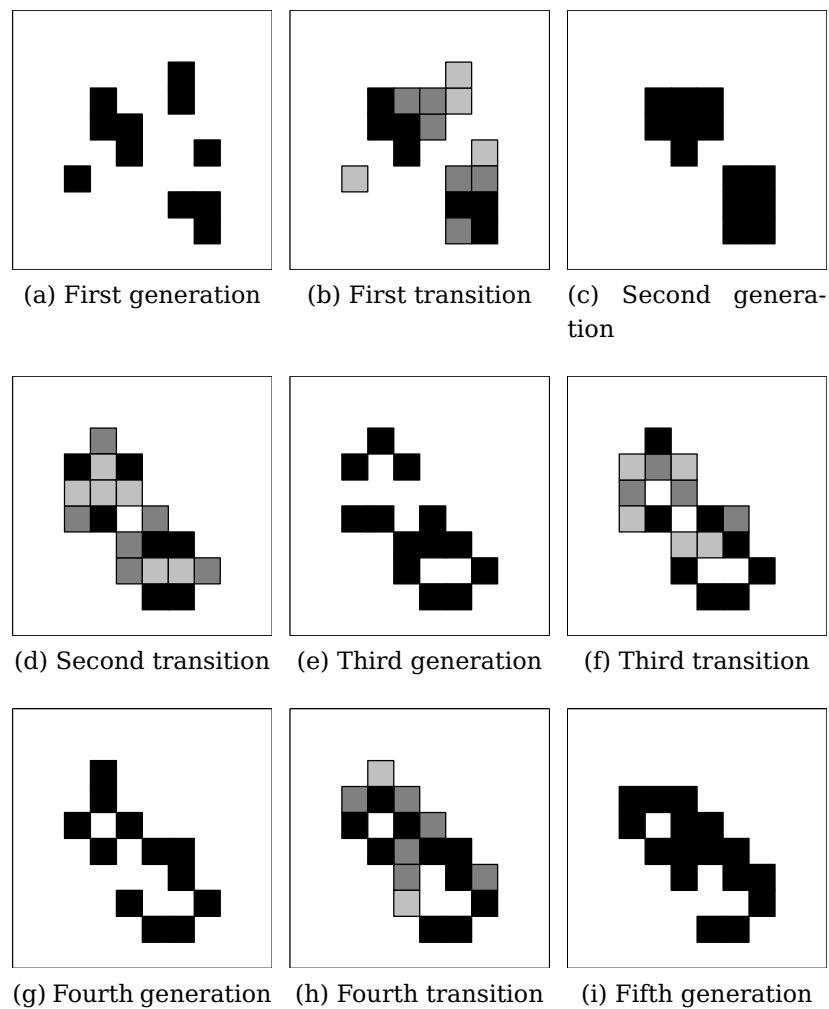 (a) First generation
(b) First transition
(c) Second genera-
tion
(d) Second transition
(e) Third generation
(f) Third transition
(g) Fourth generation
(h) Fourth transition
(i) Fifth generation